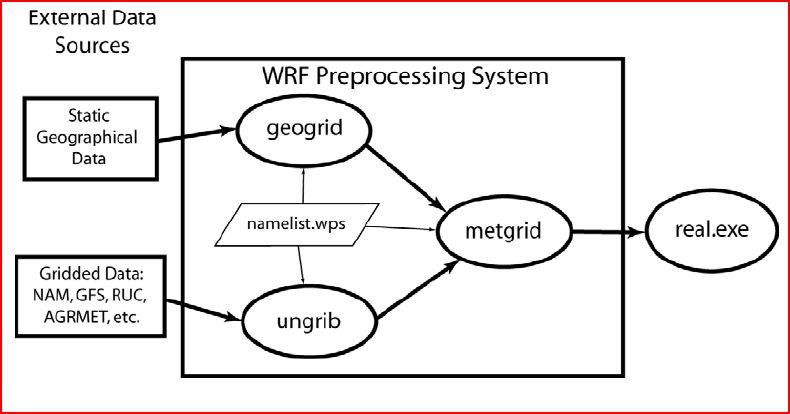 External Data
Sources
WRF Preprocessing System
Static
Geographical
Data
geogrid
namelist.wps
metgrid
real.exe
Gridded Data:
NAM, GFS, RUC,
AGRMET, etc.
ungrib